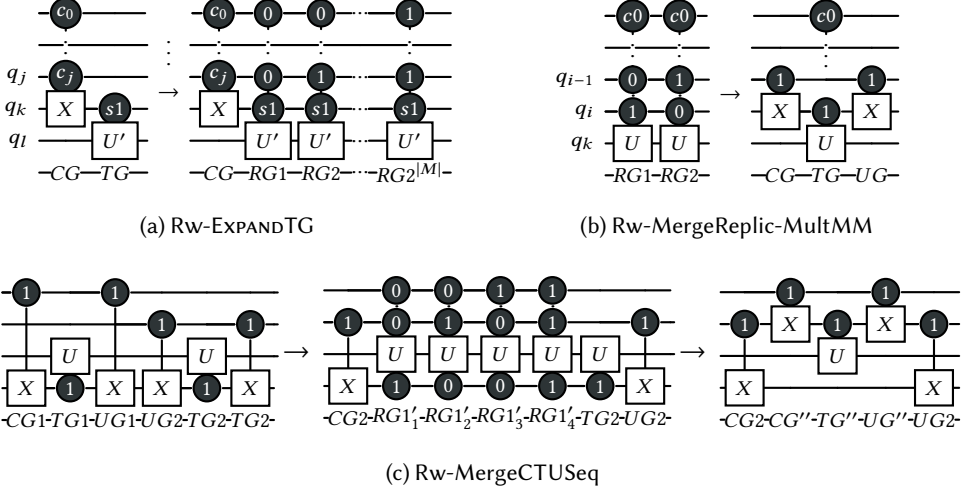 c0 c0 0 0 1
qj cj cj 0 1 1
qk X s1 → X s1 s1 s1
ql U′ U′ U′ U′
CG TG CG RG1 RG2 RG2^|M|
(a) Rw-ExpandTG
c0 c0 c0
qi−1 0 1 1 1
qi 1 0 → X 1 X
qk U U U
RG1 RG2 CG TG UG
(b) Rw-MergeReplic-MultMM
1 1 0 0 1 1 1 1
1 1 1 0 1 0 1 1 X X
U U → U U U U U → 1 1 1 U
X 1 X X 1 X X 1 0 0 1 1 X X X
CG1 TG1 UG1 UG2 TG2 TG2 CG2 RG1′1 RG1′2 RG1′3 RG1′4 TG2 UG2 CG2 CG″ TG″ UG″ UG2
(c) Rw-MergeCTUSeq